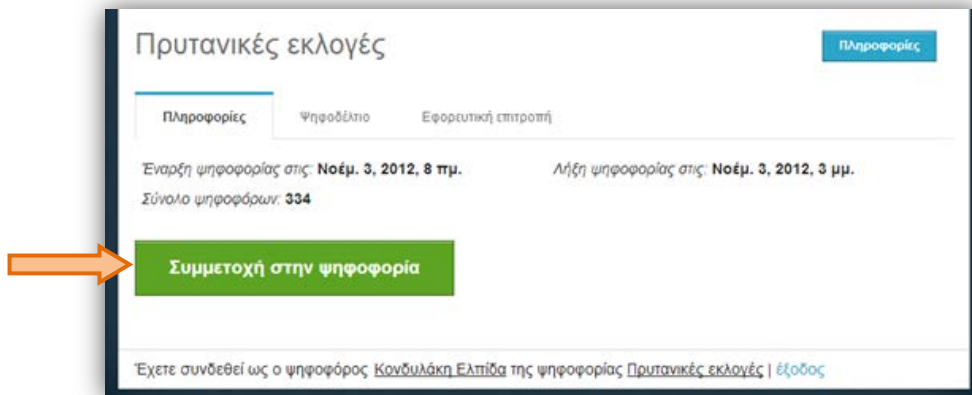 Πρυτανικές εκλογές
Πληροφορίες
Πληροφορίες Ψηφοδέλτιο Εφορευτική επιτροπή
Έναρξη ψηφοφορίας στις: Νοέμ. 3, 2012, 8 πμ. Λήξη ψηφοφορίας στις: Νοέμ. 3, 2012, 3 μμ.
Σύνολο ψηφοφόρων: 334
Συμμετοχή στην ψηφοφορία
Έχετε συνδεθεί ως ο ψηφοφόρος Κονδυλάκη Ελπίδα της ψηφοφορίας Πρυτανικές εκλογές | έξοδος